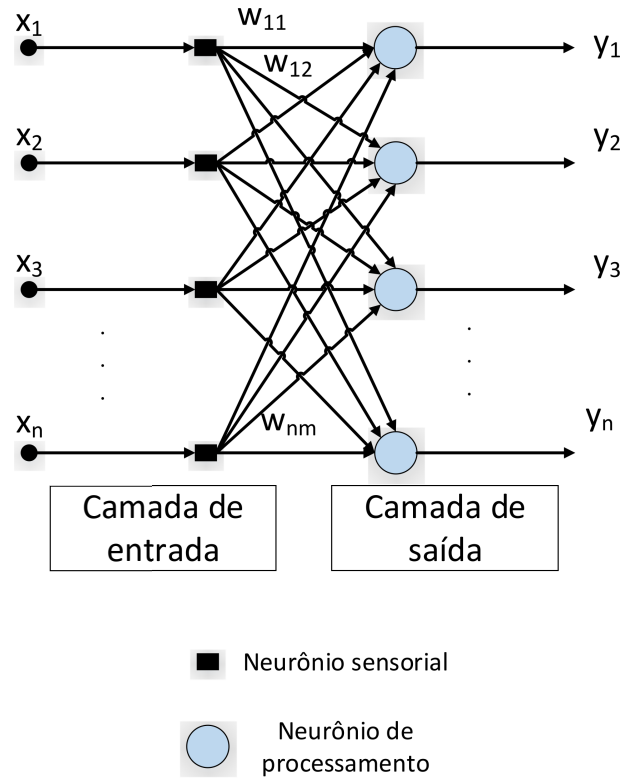 x1
w11
y1
w12
x2
y2
x3
y3
xn
wnm
yn
Camada de
entrada
Camada de
saída
Neurônio sensorial
Neurônio de
processamento